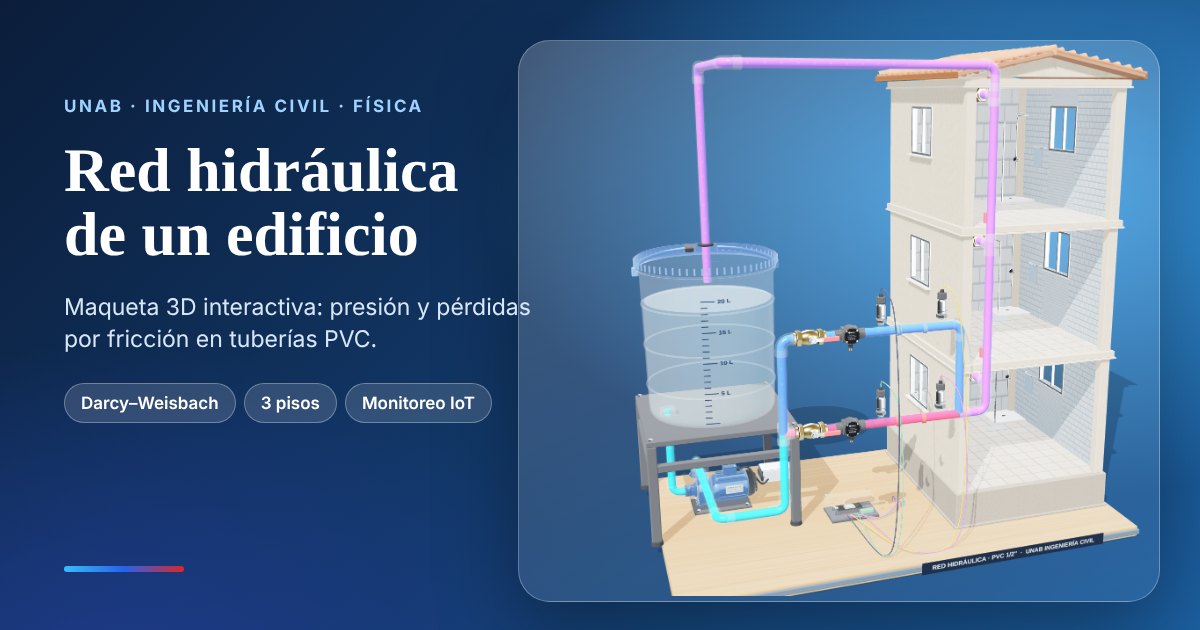 UNAB · INGENIERÍA CIVIL · FÍSICA
Red hidráulica
de un edificio
Maqueta 3D interactiva: presión y pérdidas
por fricción en tuberías PVC.
Darcy–Weisbach
3 pisos
Monitoreo IoT
20 L
15 L
10 L
5 L
RED HIDRÁULICA · PVC 1/2" · UNAB INGENIERÍA CIVIL